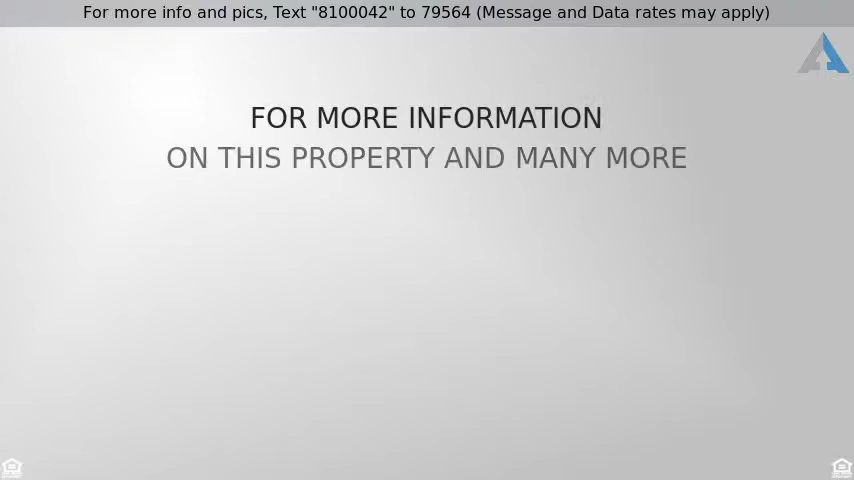 For more info and pics, Text "8100042" to 79564 (Message and Data rates may apply)
FOR MORE INFORMATION
ON THIS PROPERTY AND MANY MORE